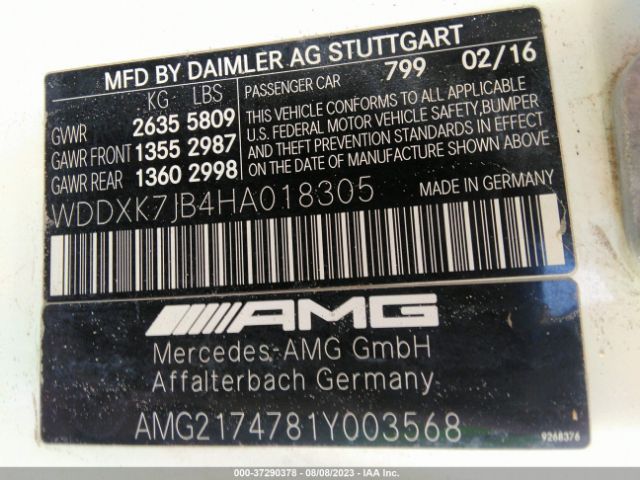 MFD BY DAIMLER AG STUTTGART
KG LBS
GVWR 2635 5809
GAWR FRONT 1355 2987
GAWR REAR 1360 2998
PASSENGER CAR 799 02/16
THIS VEHICLE CONFORMS TO ALL APPLICABLE
U.S. FEDERAL MOTOR VEHICLE SAFETY, BUMPER
AND THEFT PREVENTION STANDARDS IN EFFECT
ON THE DATE OF MANUFACTURE SHOWN ABOVE
WDDXK7JB4HA018305
MADE IN GERMANY
AMG
Mercedes-AMG GmbH
Affalterbach Germany
AMG2174781Y003568
9268376
000-37290378 - 08/08/2023 - IAA Inc.